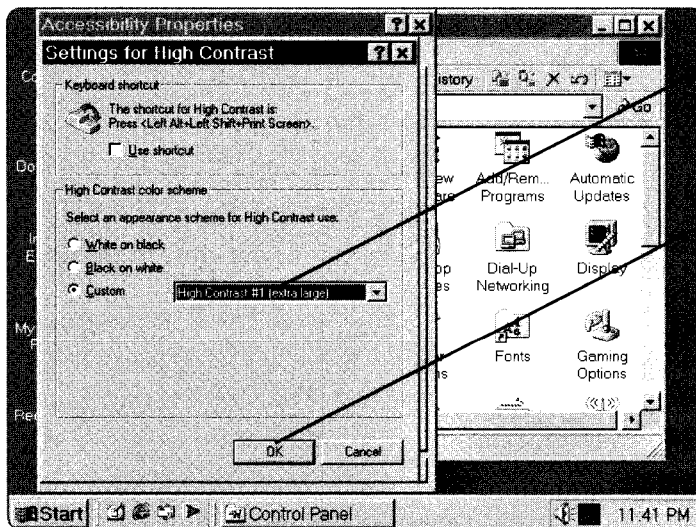 Accessibility Properties
Settings for High Contrast
Keyboard shortcut
The shortcut for High Contrast is:
Press <Left Alt+Left Shift+Print Screen>.
Use shortcut
High Contrast color scheme
Select an appearance scheme for High Contrast use.
White on black
Black on white
Custom
High Contrast #1 (extra large)
OK
Cancel
istory
Go
Add/Rem...
Programs
Automatic
Updates
Dial-Up
Networking
Display
Fonts
Gaming
Options
Start
Control Panel
11:41 PM